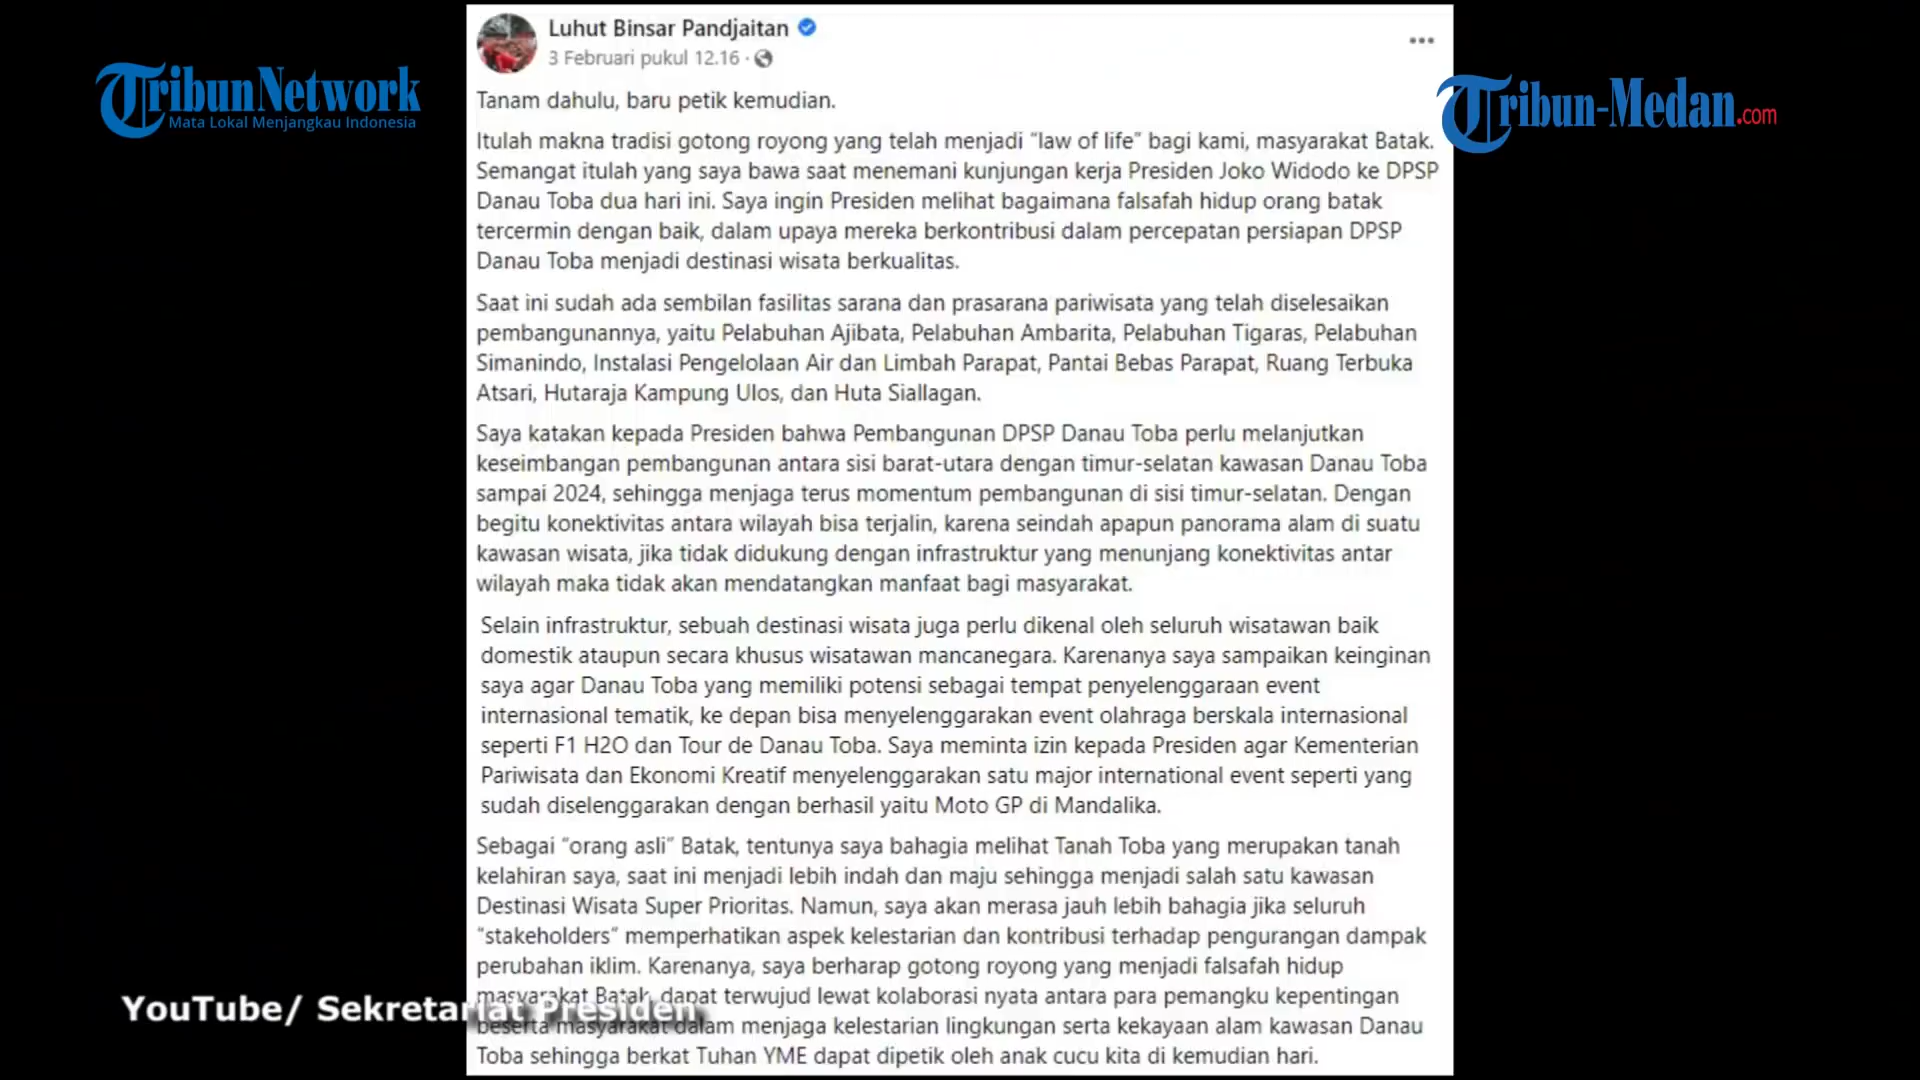 Luhut Binsar Pandjaitan
3 Februari pukul 12.16 ·
TribunNetwork
Mata Lokal Menjangkau Indonesia
Tribun-Medan.com
Tanam dahulu, baru petik kemudian.
Itulah makna tradisi gotong royong yang telah menjadi “law of life” bagi kami, masyarakat Batak.
Semangat itulah yang saya bawa saat menemani kunjungan kerja Presiden Joko Widodo ke DPSP
Danau Toba dua hari ini. Saya ingin Presiden melihat bagaimana falsafah hidup orang batak
tercermin dengan baik, dalam upaya mereka berkontribusi dalam percepatan persiapan DPSP
Danau Toba menjadi destinasi wisata berkualitas.
Saat ini sudah ada sembilan fasilitas sarana dan prasarana pariwisata yang telah diselesaikan
pembangunannya, yaitu Pelabuhan Ajibata, Pelabuhan Ambarita, Pelabuhan Tigaras, Pelabuhan
Simanindo, Instalasi Pengelolaan Air dan Limbah Parapat, Pantai Bebas Parapat, Ruang Terbuka
Atsari, Hutaraja Kampung Ulos, dan Huta Siallagan.
Saya katakan kepada Presiden bahwa Pembangunan DPSP Danau Toba perlu melanjutkan
keseimbangan pembangunan antara sisi barat-utara dengan timur-selatan kawasan Danau Toba
sampai 2024, sehingga menjaga terus momentum pembangunan di sisi timur-selatan. Dengan
begitu konektivitas antara wilayah bisa terjalin, karena seindah apapun panorama alam di suatu
kawasan wisata, jika tidak didukung dengan infrastruktur yang menunjang konektivitas antar
wilayah maka tidak akan mendatangkan manfaat bagi masyarakat.
Selain infrastruktur, sebuah destinasi wisata juga perlu dikenal oleh seluruh wisatawan baik
domestik ataupun secara khusus wisatawan mancanegara. Karenanya saya sampaikan keinginan
saya agar Danau Toba yang memiliki potensi sebagai tempat penyelenggaraan event
internasional tematik, ke depan bisa menyelenggarakan event olahraga berskala internasional
seperti F1 H2O dan Tour de Danau Toba. Saya meminta izin kepada Presiden agar Kementerian
Pariwisata dan Ekonomi Kreatif menyelenggarakan satu major international event seperti yang
sudah diselenggarakan dengan berhasil yaitu Moto GP di Mandalika.
Sebagai “orang asli” Batak, tentunya saya bahagia melihat Tanah Toba yang merupakan tanah
kelahiran saya, saat ini menjadi lebih indah dan maju sehingga menjadi salah satu kawasan
Destinasi Wisata Super Prioritas. Namun, saya akan merasa jauh lebih bahagia jika seluruh
“stakeholders” memperhatikan aspek kelestarian dan kontribusi terhadap pengurangan dampak
perubahan iklim. Karenanya, saya berharap gotong royong yang menjadi falsafah hidup
masyarakat Batak, dapat terwujud lewat kolaborasi nyata antara para pemangku kepentingan
beserta masyarakat dalam menjaga kelestarian lingkungan serta kekayaan alam kawasan Danau
Toba sehingga berkat Tuhan YME dapat dipetik oleh anak cucu kita di kemudian hari.
YouTube/ Sekretariat Presiden